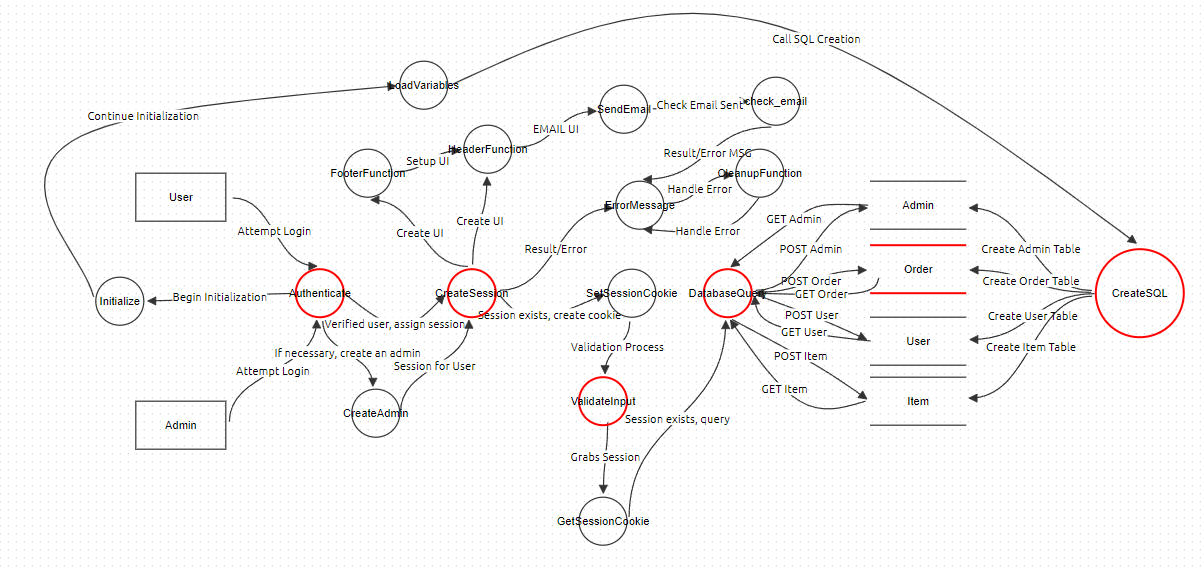 Call SQL Creation
LoadVariables
Continue Initialization
SendEmail
Check Email Sent
check_email
EMAIL UI
HeaderFunction
Result/Error MSG
Setup UI
FooterFunction
CleanupFunction
Handle Error
User
ErrorMessage
Admin
GET Admin
Create UI
Attempt Login
Create UI
Handle Error
Result/Error
POST Admin
Create Admin Table
Order
POST Order
Create Order Table
Initialize
Begin Initialization
Authenticate
CreateSession
SetSessionCookie
GET Order
CreateSQL
Session exists, create cookie
POST User
Create User Table
Verified user, assign session
GET User
User
Validation Process
Create Item Table
If necessary, create an admin
POST Item
Attempt Login
Session for User
GET Item
ValidateInput
Item
CreateAdmin
Session exists, query
Admin
Grabs Session
GetSessionCookie